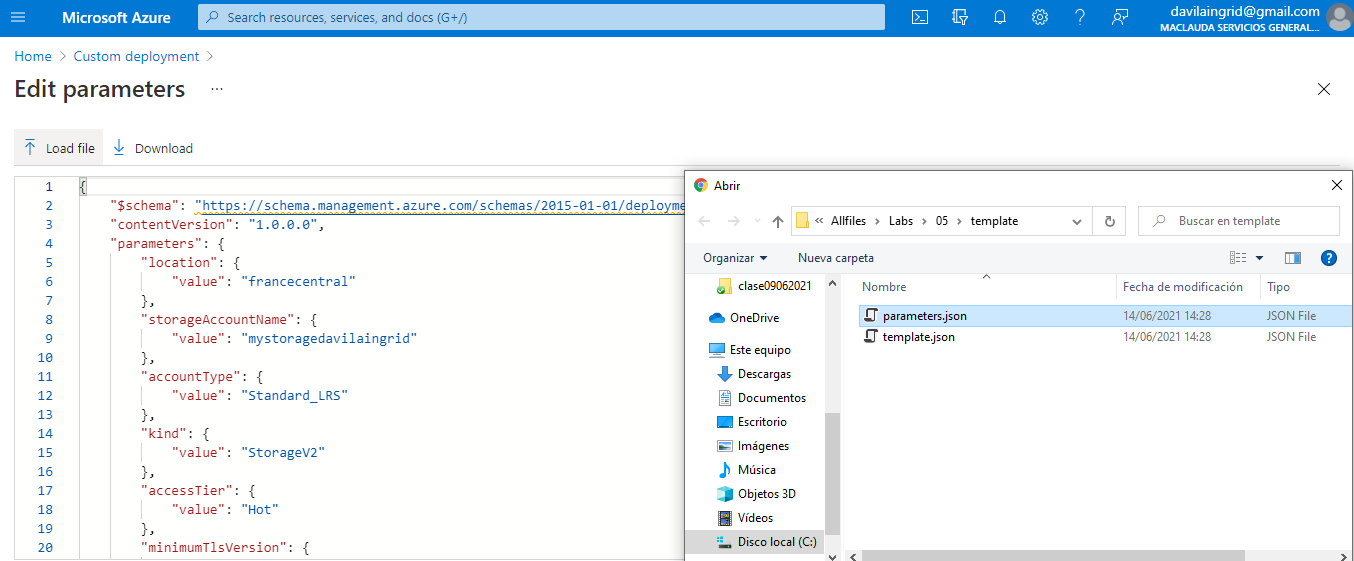 Microsoft Azure
Search resources, services, and docs (G+/)
davilaingrid@gmail.com
MACLAUDA SERVICIOS GENERAL...
Home > Custom deployment >
Edit parameters ...
Load file
Download
1 {
2 "$schema": "https://schema.management.azure.com/schemas/2015-01-01/deployme
3 "contentVersion": "1.0.0.0",
4 "parameters": {
5 "location": {
6 "value": "francecentral"
7 },
8 "storageAccountName": {
9 "value": "mystoragedavilaingrid"
10 },
11 "accountType": {
12 "value": "Standard_LRS"
13 },
14 "kind": {
15 "value": "StorageV2"
16 },
17 "accessTier": {
18 "value": "Hot"
19 },
20 "minimumTlsVersion": {
Abrir
« Allfiles > Labs > 05 > template
Buscar en template
Organizar
Nueva carpeta
clase09062021
OneDrive
Este equipo
Descargas
Documentos
Escritorio
Imágenes
Música
Objetos 3D
Vídeos
Disco local (C:)
Nombre Fecha de modificación Tipo
parameters.json 14/06/2021 14:28 JSON File
template.json 14/06/2021 14:28 JSON File